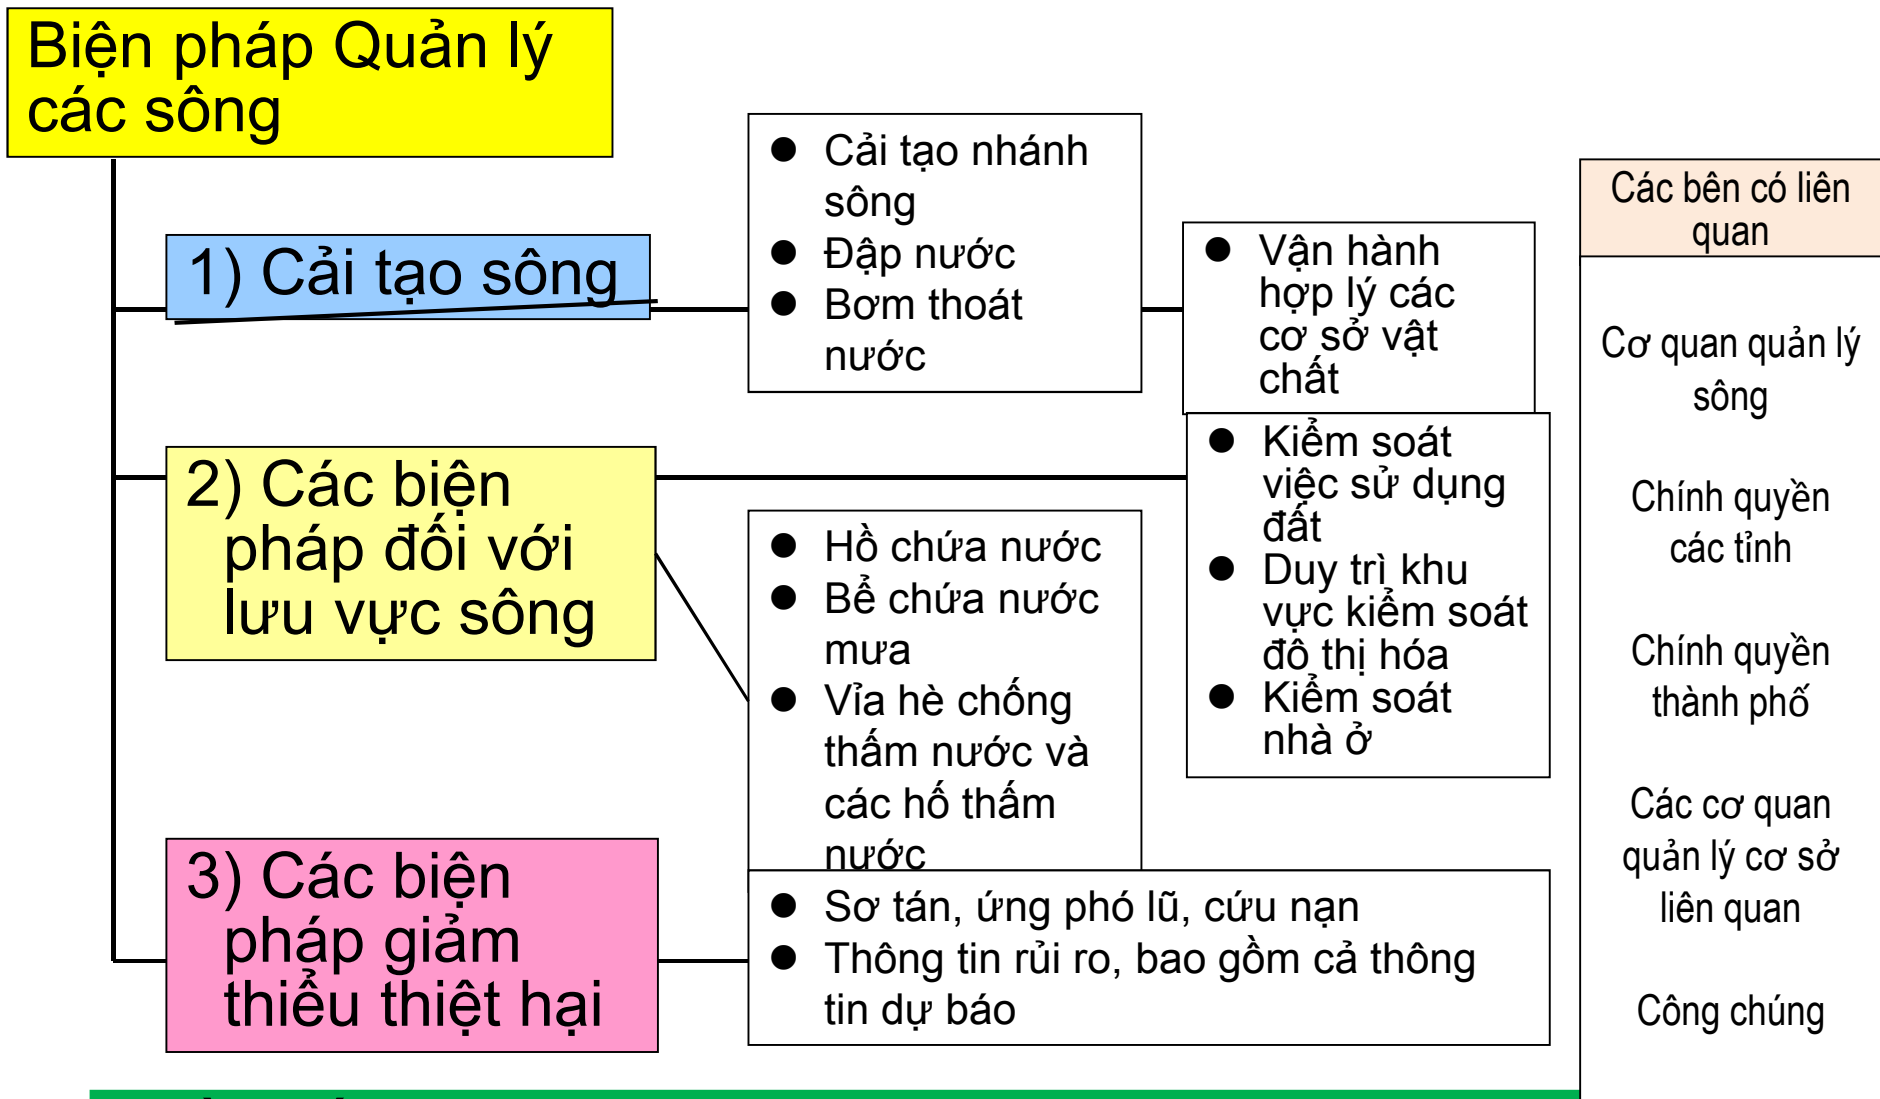 Biện pháp Quản lý
các sông
1) Cải tạo sông
● Cải tạo nhánh
sông
● Đập nước
● Bơm thoát
nước
● Vận hành
hợp lý các
cơ sở vật
chất
2) Các biện
pháp đối với
lưu vực sông
● Kiểm soát
việc sử dụng
đất
● Duy trì khu
vực kiểm soát
đô thị hóa
● Kiểm soát
nhà ở
● Hồ chứa nước
● Bể chứa nước
mưa
● Vỉa hè chống
thấm nước và
các hố thấm
nước
3) Các biện
pháp giảm
thiểu thiệt hại
● Sơ tán, ứng phó lũ, cứu nạn
● Thông tin rủi ro, bao gồm cả thông
tin dự báo
Các bên có liên
quan
Cơ quan quản lý
sông
Chính quyền
các tỉnh
Chính quyền
thành phố
Các cơ quan
quản lý cơ sở
liên quan
Công chúng